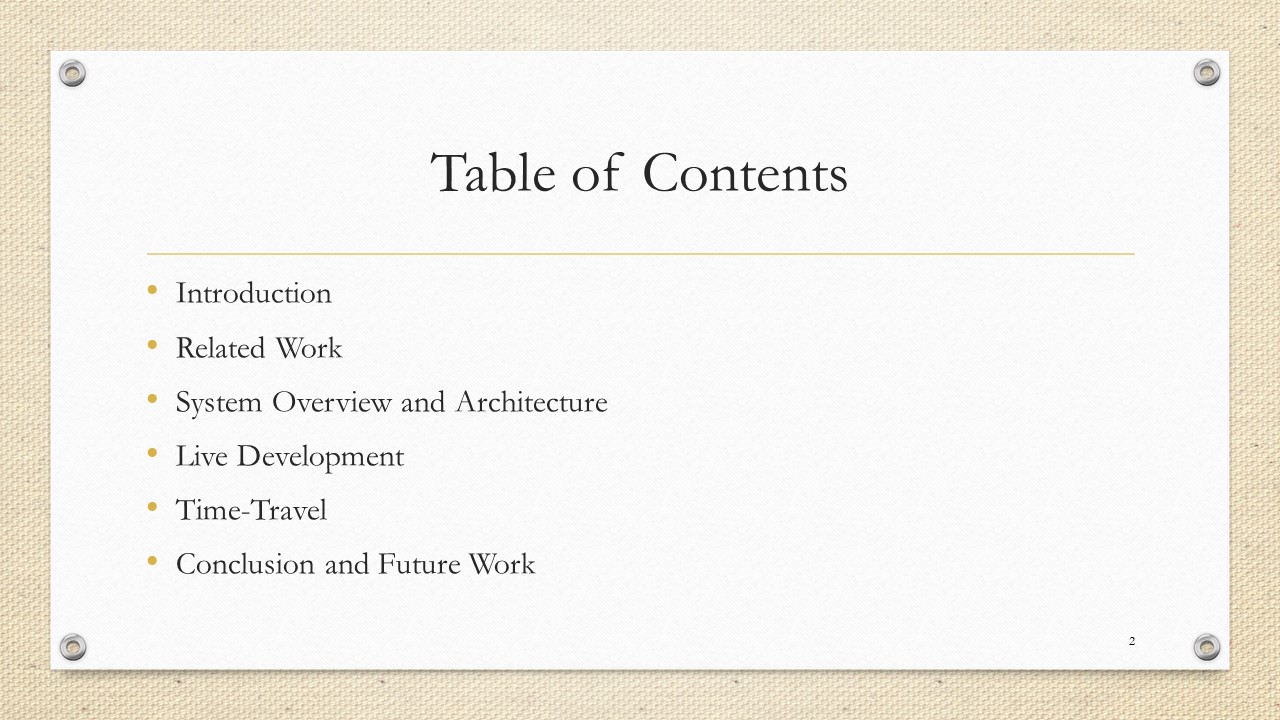 Table of Contents
• Introduction
• Related Work
• System Overview and Architecture
• Live Development
• Time-Travel
• Conclusion and Future Work
2